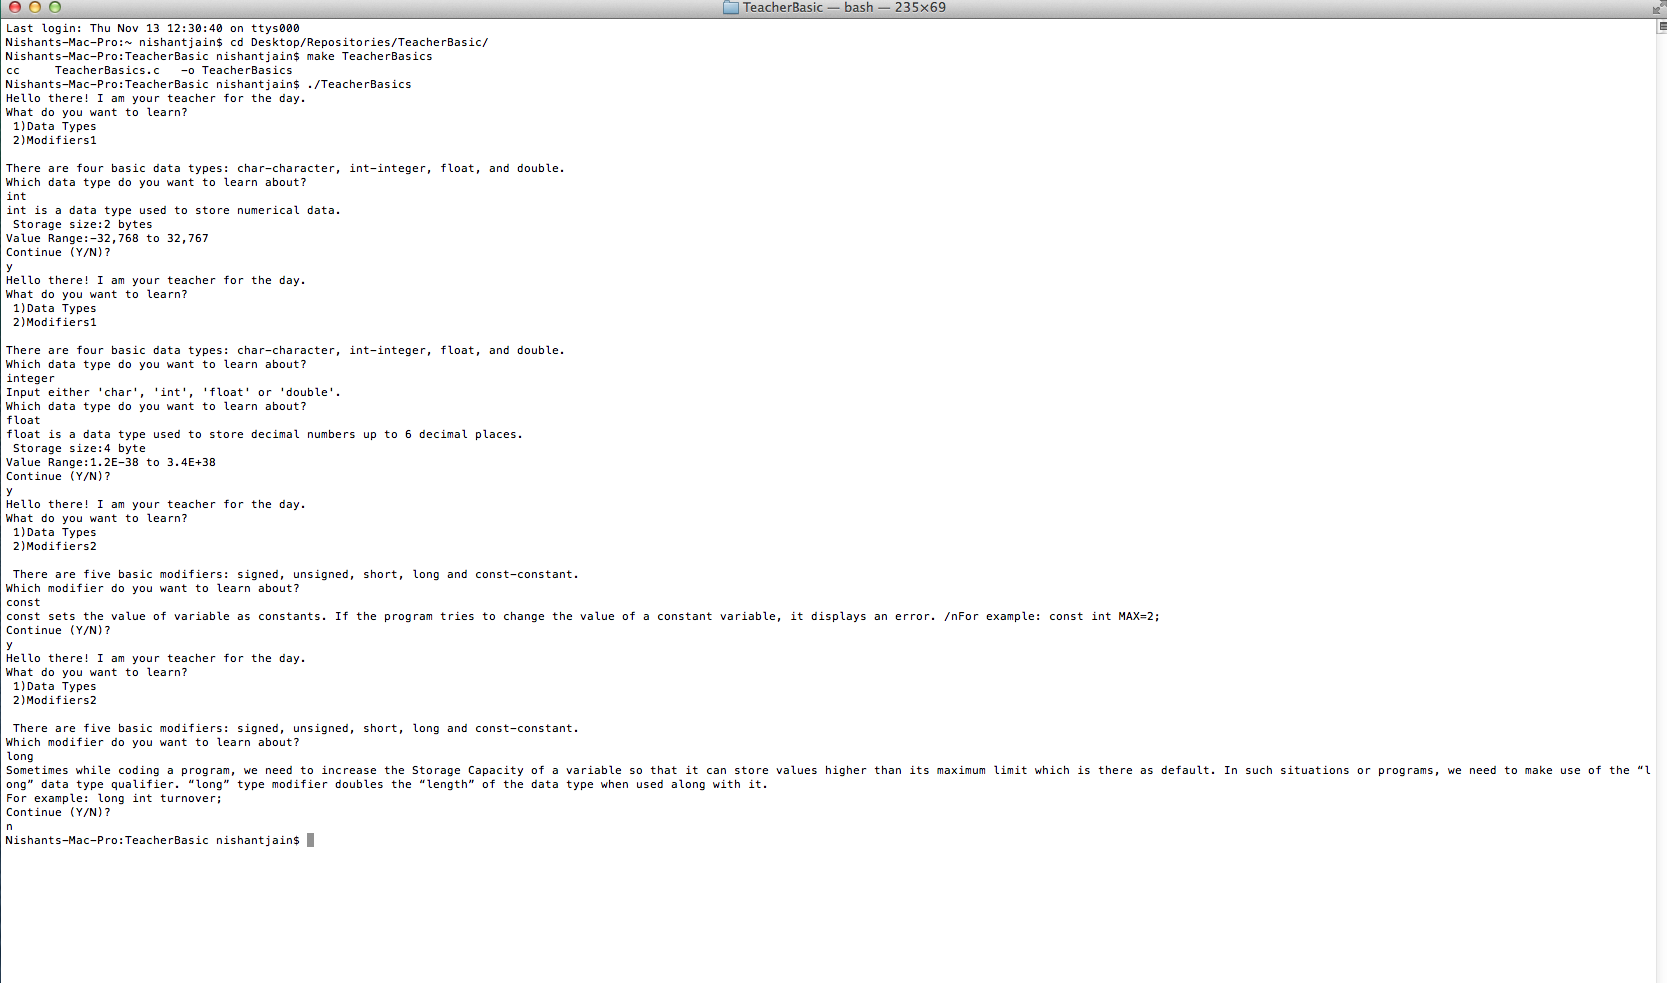 TeacherBasic — bash — 235×69
Last login: Thu Nov 13 12:30:40 on ttys000
Nishants-Mac-Pro:~ nishantjain$ cd Desktop/Repositories/TeacherBasic/
Nishants-Mac-Pro:TeacherBasic nishantjain$ make TeacherBasics
cc     TeacherBasics.c   -o TeacherBasics
Nishants-Mac-Pro:TeacherBasic nishantjain$ ./TeacherBasics
Hello there! I am your teacher for the day.
What do you want to learn?
 1)Data Types
 2)Modifiers1

There are four basic data types: char-character, int-integer, float, and double.
Which data type do you want to learn about?
int
int is a data type used to store numerical data.
 Storage size:2 bytes
Value Range:-32,768 to 32,767
Continue (Y/N)?
y
Hello there! I am your teacher for the day.
What do you want to learn?
 1)Data Types
 2)Modifiers1

There are four basic data types: char-character, int-integer, float, and double.
Which data type do you want to learn about?
integer
Input either 'char', 'int', 'float' or 'double'.
Which data type do you want to learn about?
float
float is a data type used to store decimal numbers up to 6 decimal places.
 Storage size:4 byte
Value Range:1.2E-38 to 3.4E+38
Continue (Y/N)?
y
Hello there! I am your teacher for the day.
What do you want to learn?
 1)Data Types
 2)Modifiers2

 There are five basic modifiers: signed, unsigned, short, long and const-constant.
Which modifier do you want to learn about?
const
const sets the value of variable as constants. If the program tries to change the value of a constant variable, it displays an error. /nFor example: const int MAX=2;
Continue (Y/N)?
y
Hello there! I am your teacher for the day.
What do you want to learn?
 1)Data Types
 2)Modifiers2

 There are five basic modifiers: signed, unsigned, short, long and const-constant.
Which modifier do you want to learn about?
long
Sometimes while coding a program, we need to increase the Storage Capacity of a variable so that it can store values higher than its maximum limit which is there as default. In such situations or programs, we need to make use of the “l
ong” data type qualifier. “long” type modifier doubles the “length” of the data type when used along with it.
For example: long int turnover;
Continue (Y/N)?
n
Nishants-Mac-Pro:TeacherBasic nishantjain$